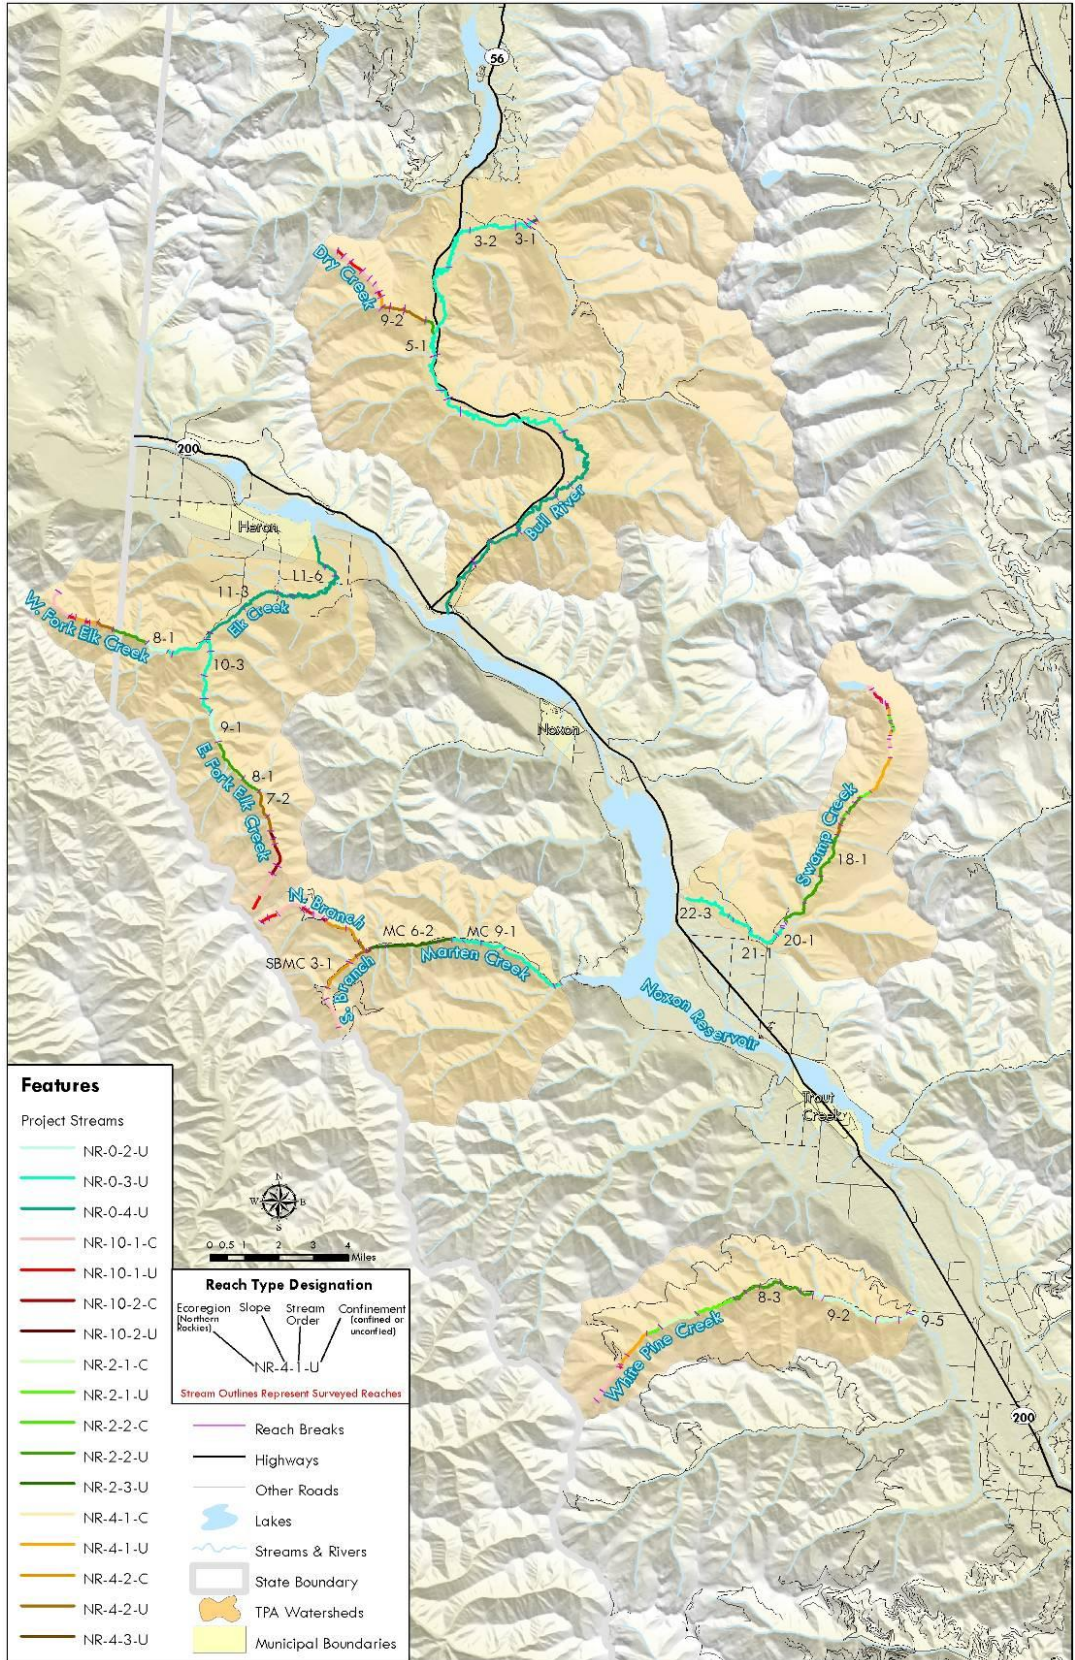 56
3-2
3-1
Dry Creek
9-2
5-1
200
Heron
Bull River
L1-6
11-3
Elk Creek
W. Fork Elk Creek
8-1
10-3
9-1
Noxon
E. Fork Elk Creek
8-1
7-2
Swamp Creek
18-1
N. Branch
22-3
20-1
21-1
MC 6-2
MC 9-1
SBMC 3-1
Marten Creek
S. Branch
Noxon Reservoir
Trout
Creek
8-3
9-2
9-5
White Pine Creek
200
Features
Project Streams
NR-0-2-U
NR-0-3-U
NR-0-4-U
NR-10-1-C
NR-10-1-U
NR-10-2-C
NR-10-2-U
NR-2-1-C
NR-2-1-U
NR-2-2-C
NR-2-2-U
NR-2-3-U
NR-4-1-C
NR-4-1-U
NR-4-2-C
NR-4-2-U
NR-4-3-U
N
W E
S
0 0.5 1 2 3 4
Miles
Reach Type Designation
Ecoregion Slope Stream Confinement
(Northern Order (confined or
Rockies) unconfied)
NR-4-1-U
Stream Outlines Represent Surveyed Reaches
Reach Breaks
Highways
Other Roads
Lakes
Streams & Rivers
State Boundary
TPA Watersheds
Municipal Boundaries